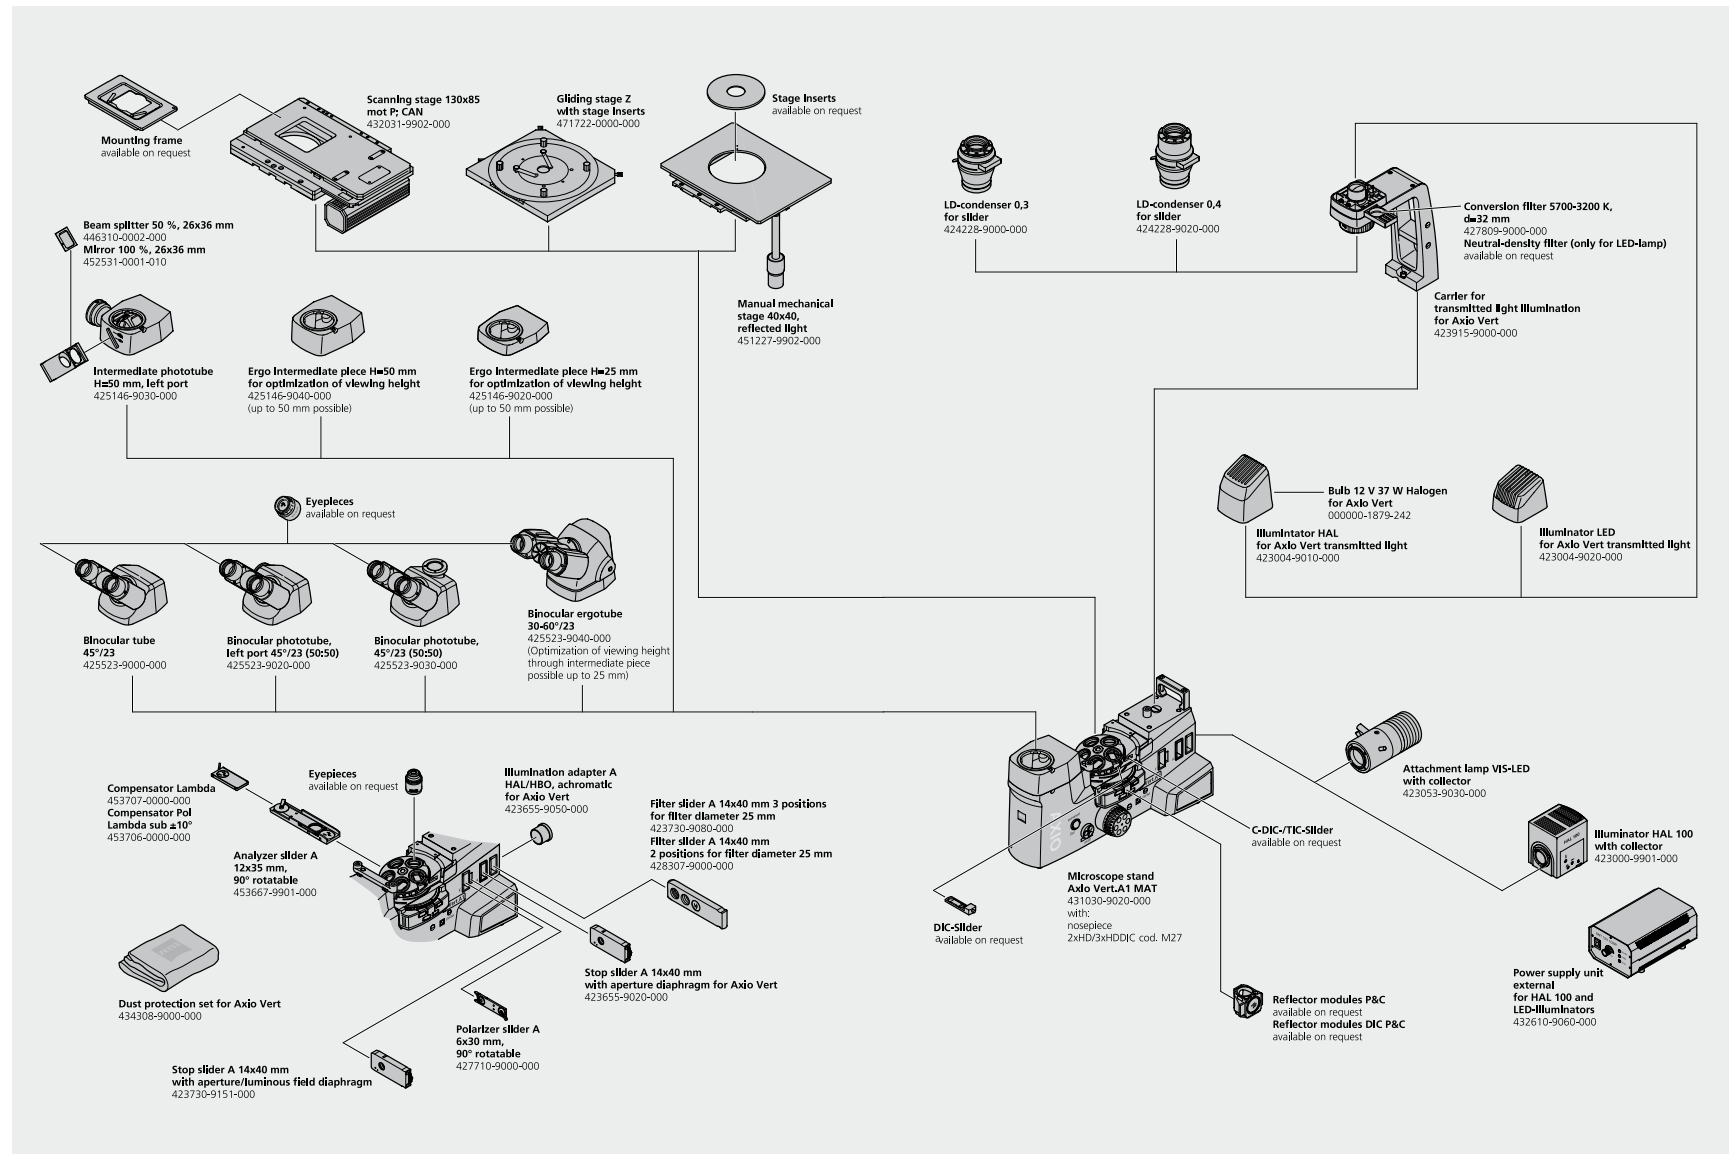 Mounting frame
available on request
Scanning stage 130x85
mot P; CAN
432031-9902-000
Gliding stage Z
with stage inserts
471722-0000-000
Stage inserts
available on request
Manual mechanical
stage 40x40,
reflected light
451227-9902-000
LD-condenser 0,3
for slider
424228-9000-000
LD-condenser 0,4
for slider
424228-9020-000
Conversion filter 5700-3200 K,
d=32 mm
427809-9000-000
Neutral-density filter (only for LED-lamp)
available on request
Carrier for
transmitted light illumination
for Axio Vert
423915-9000-000
Beam splitter 50 %, 26x36 mm
446310-0002-000
Mirror 100 %, 26x36 mm
452531-0001-010
Intermediate phototube
H=50 mm, left port
425146-9030-000
Ergo intermediate piece H=50 mm
for optimization of viewing height
425146-9040-000
(up to 50 mm possible)
Ergo intermediate piece H=25 mm
for optimization of viewing height
425146-9020-000
(up to 50 mm possible)
Bulb 12 V 37 W Halogen
for Axio Vert
000000-1879-242
Illumintator HAL
for Axio Vert transmitted light
423004-9010-000
Illuminator LED
for Axio Vert transmitted light
423004-9020-000
Eyepieces
available on request
Binocular tube
45°/23
425523-9000-000
Binocular phototube,
left port 45°/23 (50:50)
425523-9020-000
Binocular phototube,
45°/23 (50:50)
425523-9030-000
Binocular ergotube
30-60°/23
425523-9040-000
(Optimization of viewing height
through intermediate piece
possible up to 25 mm)
Compensator Lambda
453707-0000-000
Compensator Pol
Lambda sub ±10°
453706-0000-000
Analyzer slider A
12x35 mm,
90° rotatable
453667-9901-000
Eyepieces
available on request
Illumination adapter A
HAL/HBO, achromatic
for Axio Vert
423655-9050-000
Filter slider A 14x40 mm 3 positions
for filter diameter 25 mm
423730-9080-000
Filter slider A 14x40 mm
2 positions for filter diameter 25 mm
428307-9000-000
Stop slider A 14x40 mm
with aperture diaphragm for Axio Vert
423655-9020-000
Polarizer slider A
6x30 mm,
90° rotatable
427710-9000-000
Dust protection set for Axio Vert
434308-9000-000
Stop slider A 14x40 mm
with aperture/luminous field diaphragm
423730-9151-000
AXIO
DIC-Slider
available on request
Microscope stand
Axio Vert.A1 MAT
431030-9020-000
with:
nosepiece
2xHD/3xHDDIC cod. M27
C-DIC-/TIC-Slider
available on request
Reflector modules P&C
available on request
Reflector modules DIC P&C
available on request
Attachment lamp VIS-LED
with collector
423053-9030-000
HAL 100
Illuminator HAL 100
with collector
423000-9901-000
Power supply unit
external
for HAL 100 and
LED-Illuminators
432610-9060-000